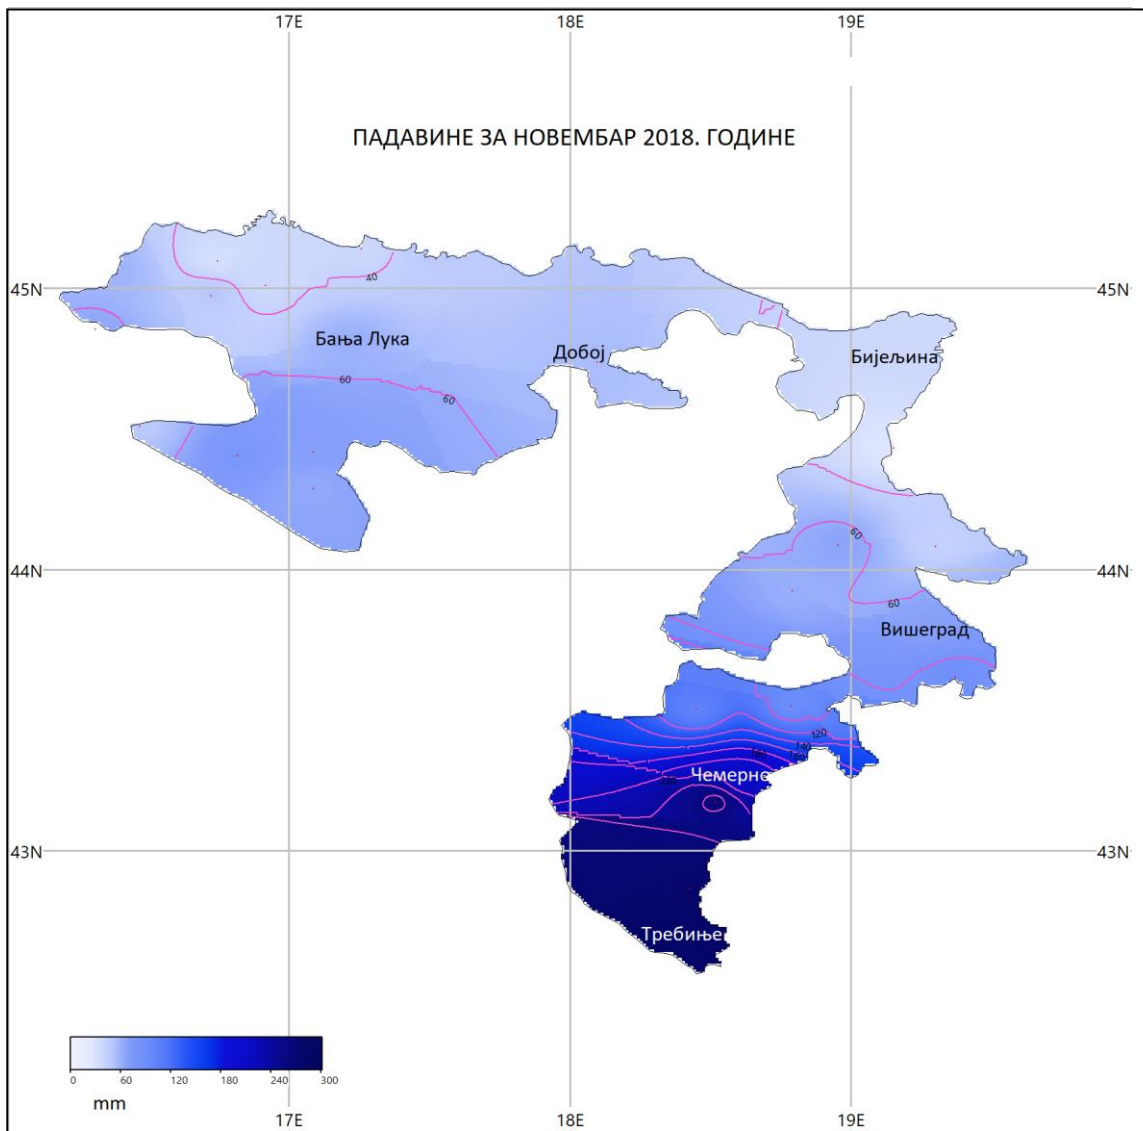 17E 18E 19E
ПАДАВИНЕ ЗА НОВЕМБАР 2018. ГОДИНЕ
40
45N 45N
Бања Лука
Добој
Бијељина
60
60
60
44N 44N
60
Вишеград
120
140
Чемерно
43N 43N
Требиње
0 60 120 180 240 300
mm
17E 18E 19E